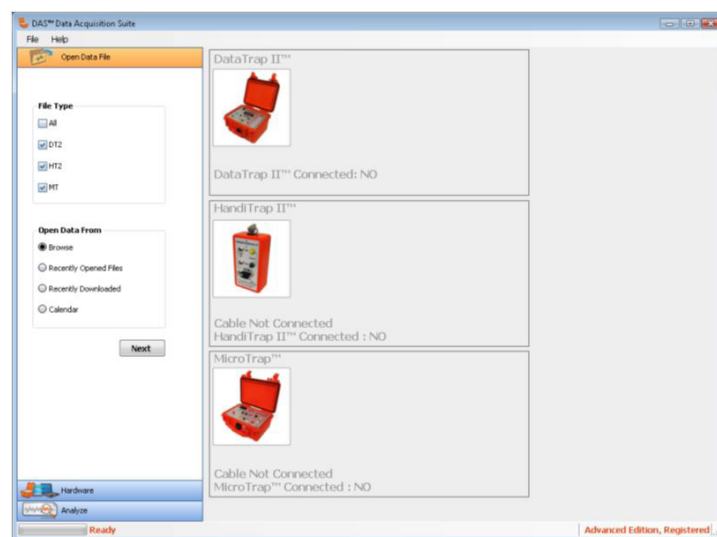 DAS™ Data Acquisition Suite
File Help
Open Data File
File Type
All
DT2
HT2
MT
Open Data From
Browse
Recently Opened Files
Recently Downloaded
Calendar
Next
Hardware
Analyze
DataTrap II™
DataTrap II™ Connected: NO
HandiTrap II™
Cable Not Connected
HandiTrap II™ Connected : NO
MicroTrap™
Cable Not Connected
MicroTrap™ Connected : NO
Ready
Advanced Edition, Registered